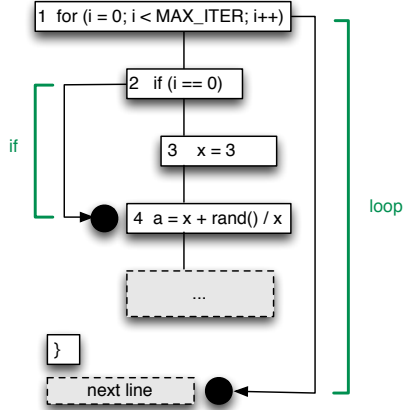 1 for (i = 0; i < MAX_ITER; i++)
2 if (i == 0)
if
3 x = 3
loop
4 a = x + rand() / x
...
}
next line